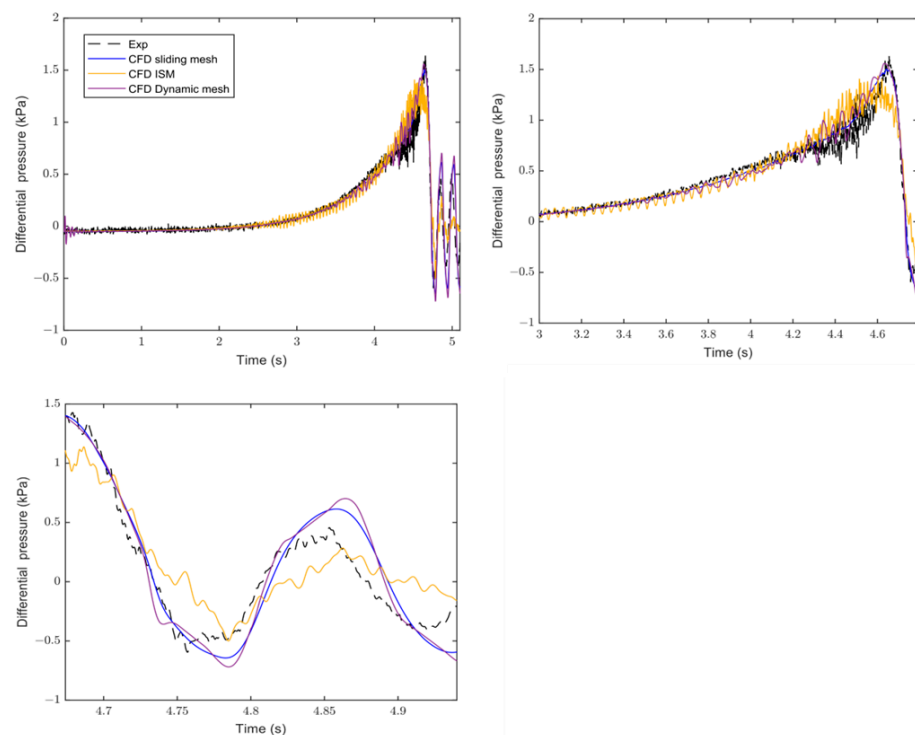 2
1.5
1
0.5
0
−0.5
−1
Differential pressure (kPa)
Exp
CFD sliding mesh
CFD ISM
CFD Dynamic mesh
0 1 2 3 4 5
Time (s)
2
1.5
1
0.5
0
−0.5
−1
Differential pressure (kPa)
3 3.2 3.4 3.6 3.8 4 4.2 4.4 4.6
Time (s)
1.5
1
0.5
0
−0.5
−1
Differential pressure (kPa)
4.7 4.75 4.8 4.85 4.9
Time (s)